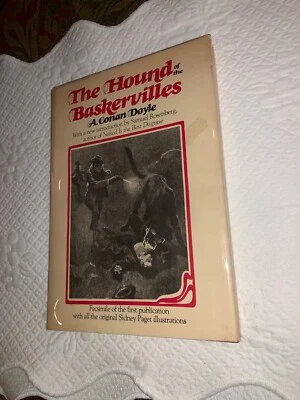 The Hound of the
Baskervilles
A. Conan Doyle
With a new introduction by Samuel Rosenberg,
author of Naked Is the Best Disguise
Facsimile of the first publication
with all the original Sidney Paget illustrations